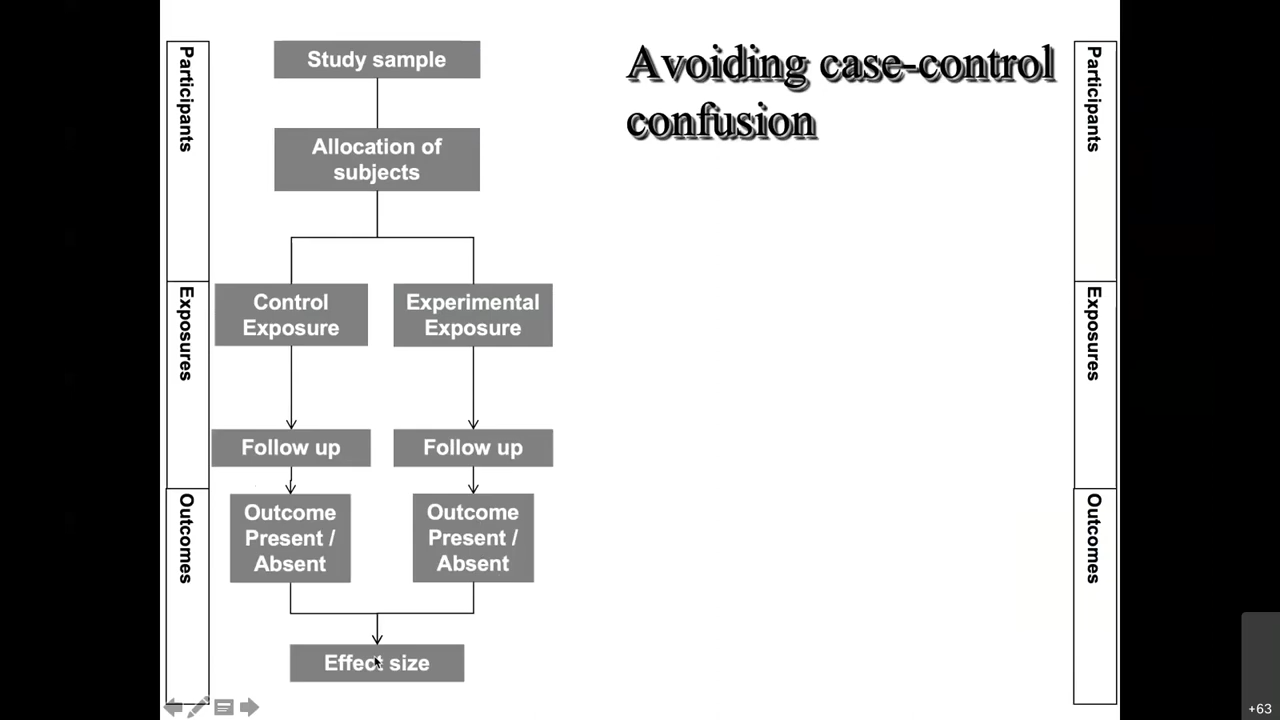 Avoiding case-control
confusion
Participants
Exposures
Outcomes
Study sample
Allocation of
subjects
Control
Exposure
Experimental
Exposure
Follow up
Follow up
Outcome
Present /
Absent
Outcome
Present /
Absent
Effect size
Participants
Exposures
Outcomes
+63